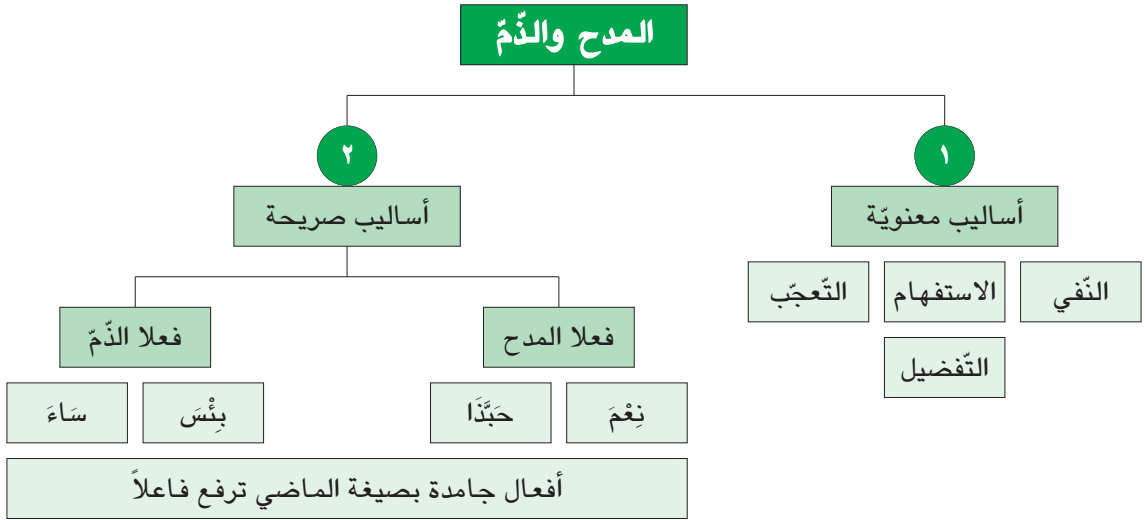 المدح والذّمّ
١
أساليب معنويّة
النّفي
الاستفهام
التّعجّب
التّفضيل
٢
أساليب صريحة
فعلا المدح
نِعْمَ
حَبَّذَا
فعلا الذّمّ
بِئْسَ
سَاءَ
أفعال جامدة بصيغة الماضي ترفع فاعلاً